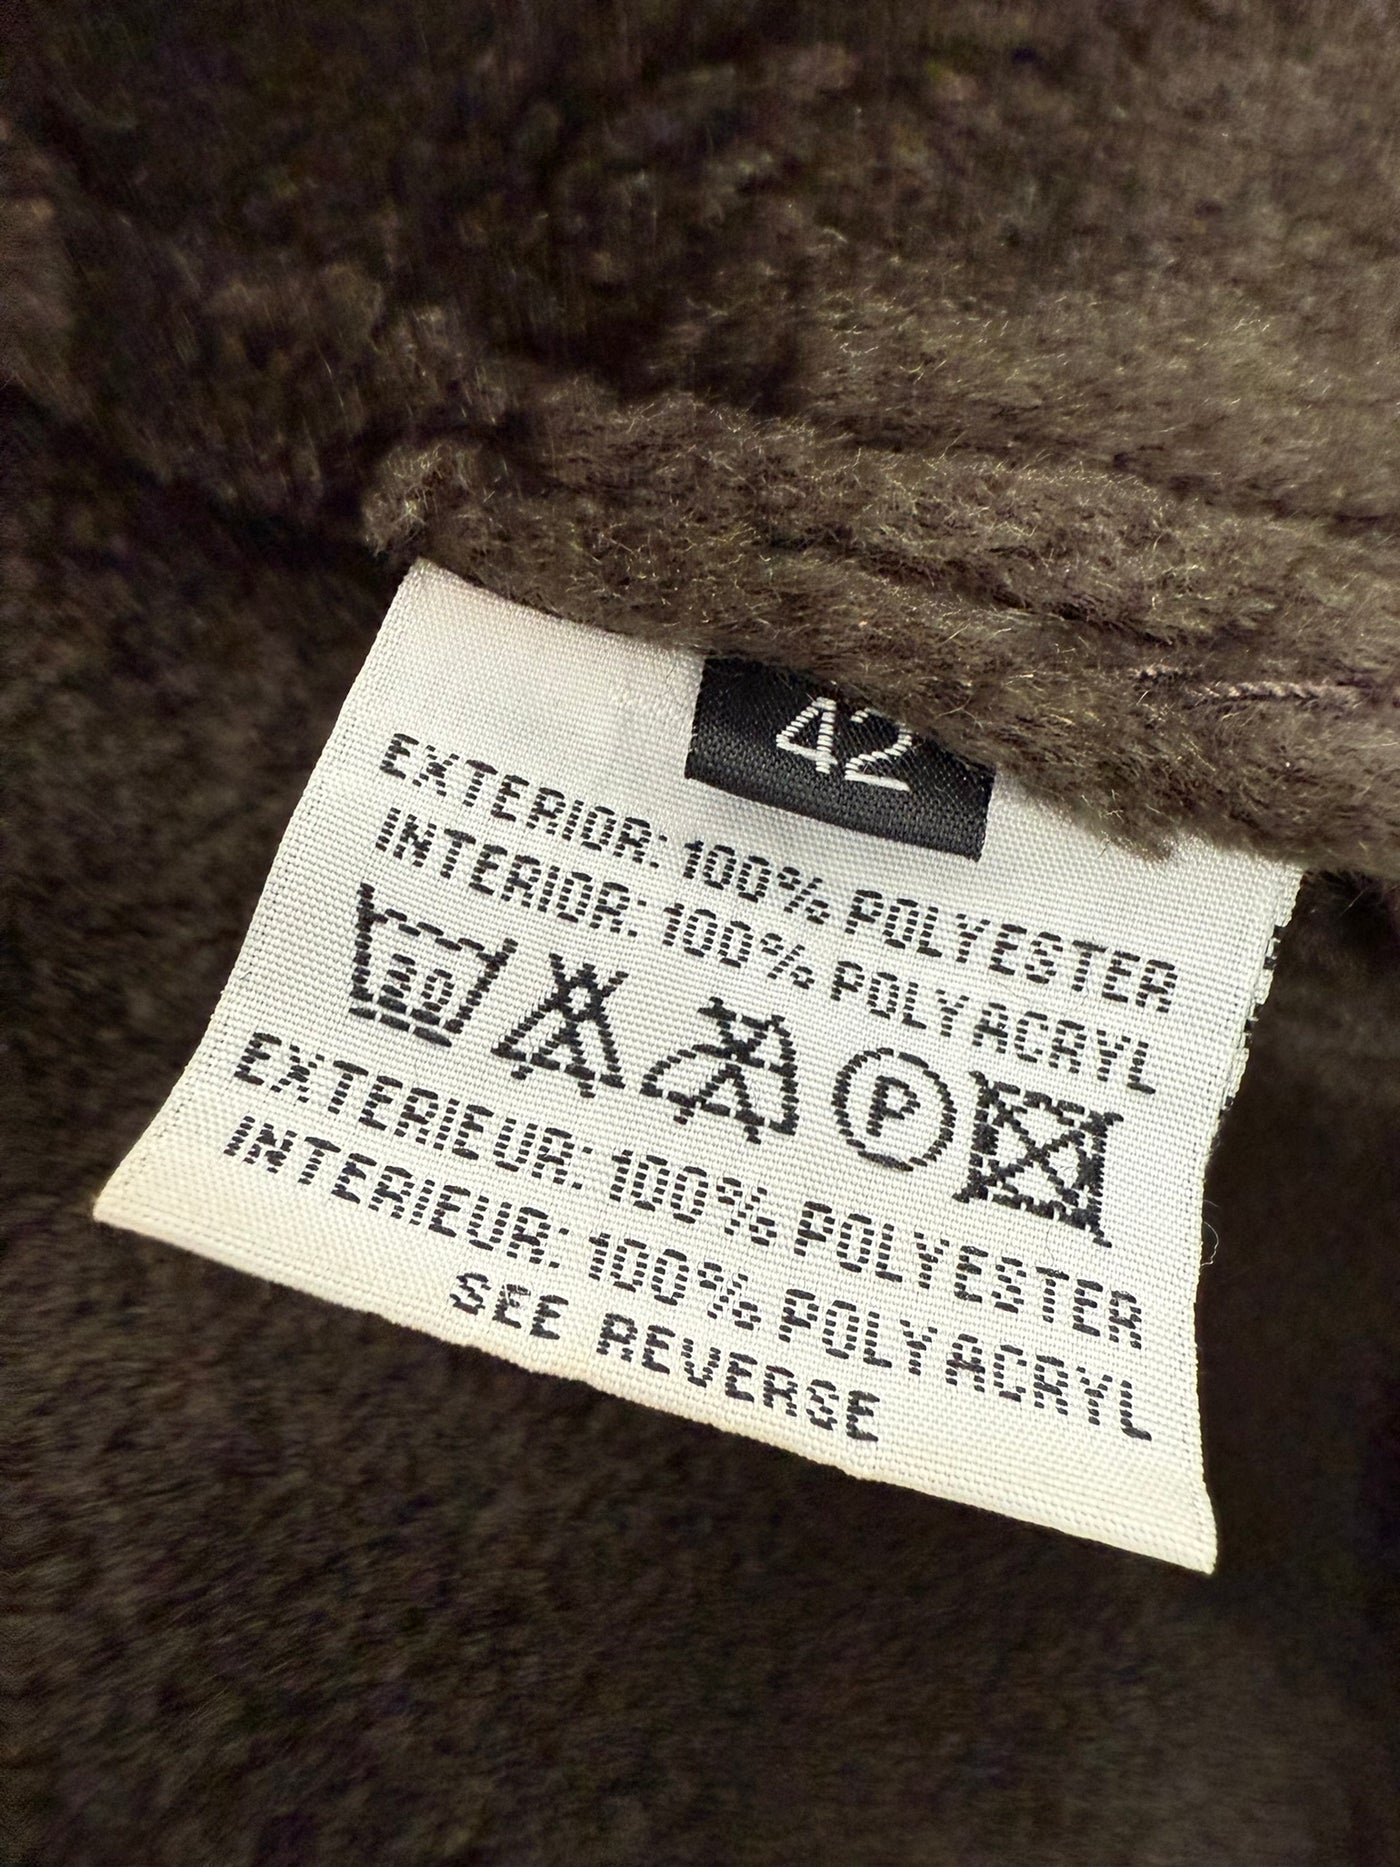 42
EXTERIOR: 100% POLYESTER
INTERIOR: 100% POLYACRYL
30
P
EXTERIEUR: 100% POLYESTER
INTERIEUR: 100% POLYACRYL
SEE REVERSE